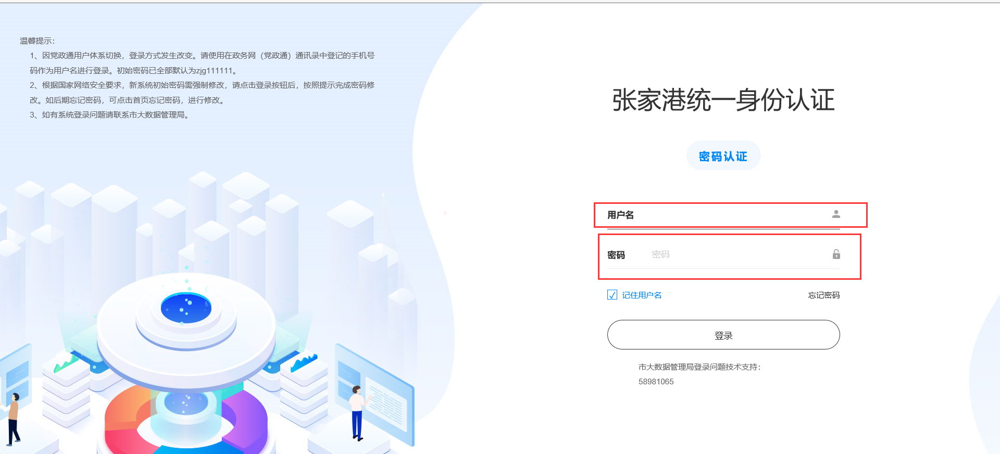 温馨提示：
1、因党政通用户体系切换，登录方式发生改变。请使用在政务网（党政通）通讯录中登记的手机号
码作为用户名进行登录。初始密码已全部默认为zjg111111。
2、根据国家网络安全要求，新系统初始密码需强制修改，请点击登录按钮后，按照提示完成密码修
改。如后期忘记密码，可点击首页忘记密码，进行修改。
3、如有系统登录问题请联系市大数据管理局。
张家港统一身份认证
密码认证
用户名
密码 密码
记住用户名 忘记密码
登录
市大数据管理局登录问题技术支持：
58981065